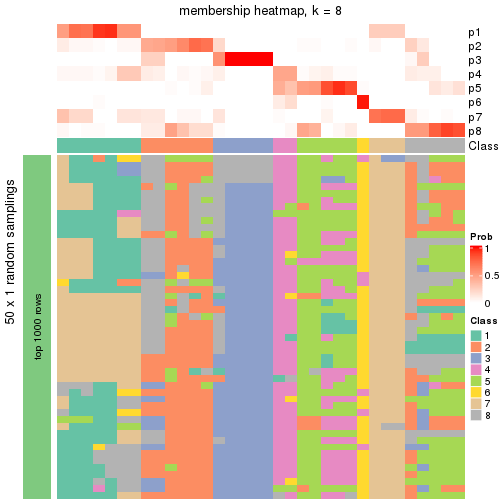 membership heatmap, k = 8
p1
p2
p3
p4
p5
p6
p7
p8
Class
50 x 1 random samplings
top 1000 rows
Prob
1
0.5
0
Class
1
2
3
4
5
6
7
8